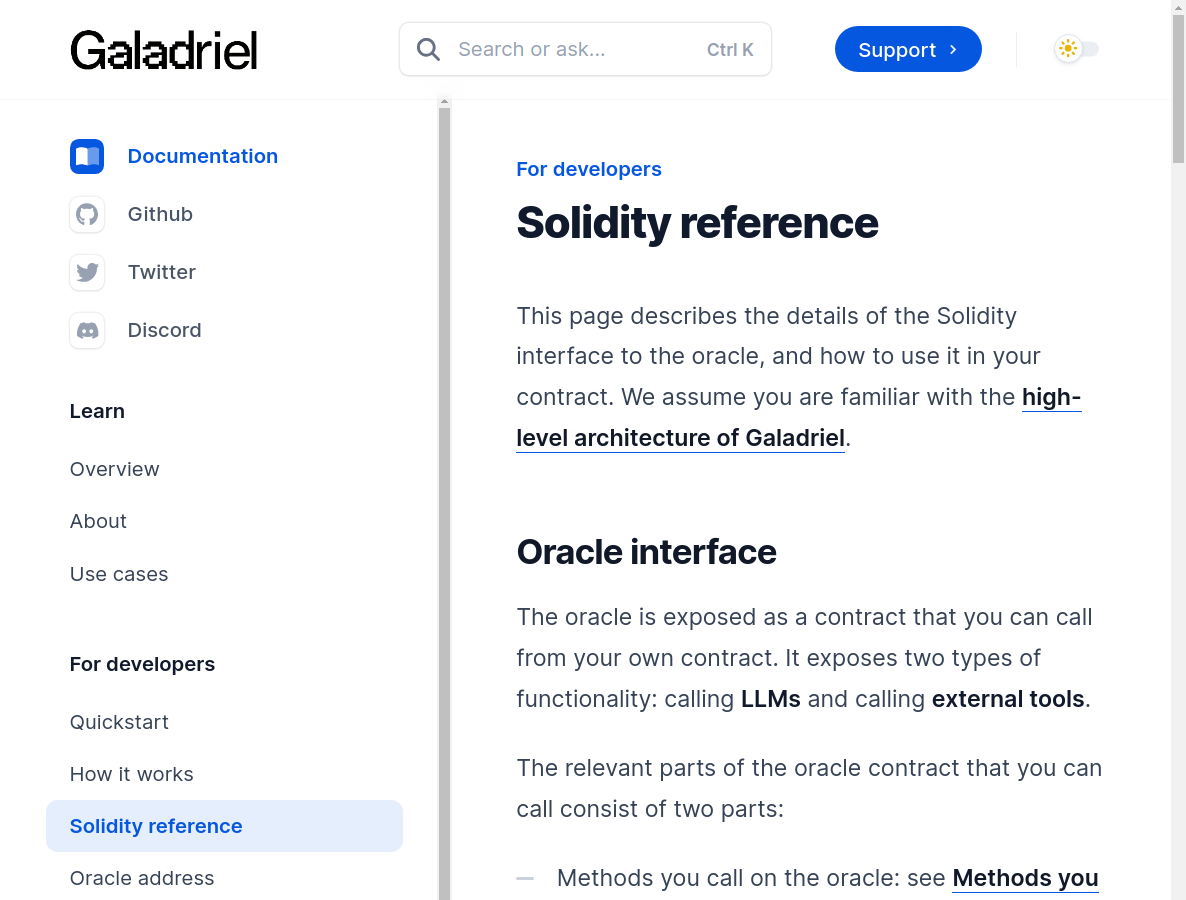 Galadriel
Search or ask...
Ctrl K
Support
Documentation
Github
Twitter
Discord
Learn
Overview
About
Use cases
For developers
Quickstart
How it works
Solidity reference
Oracle address
For developers
Solidity reference
This page describes the details of the Solidity
interface to the oracle, and how to use it in your
contract. We assume you are familiar with the high-
level architecture of Galadriel.
Oracle interface
The oracle is exposed as a contract that you can call
from your own contract. It exposes two types of
functionality: calling LLMs and calling external tools.
The relevant parts of the oracle contract that you can
call consist of two parts:
Methods you call on the oracle: see Methods you